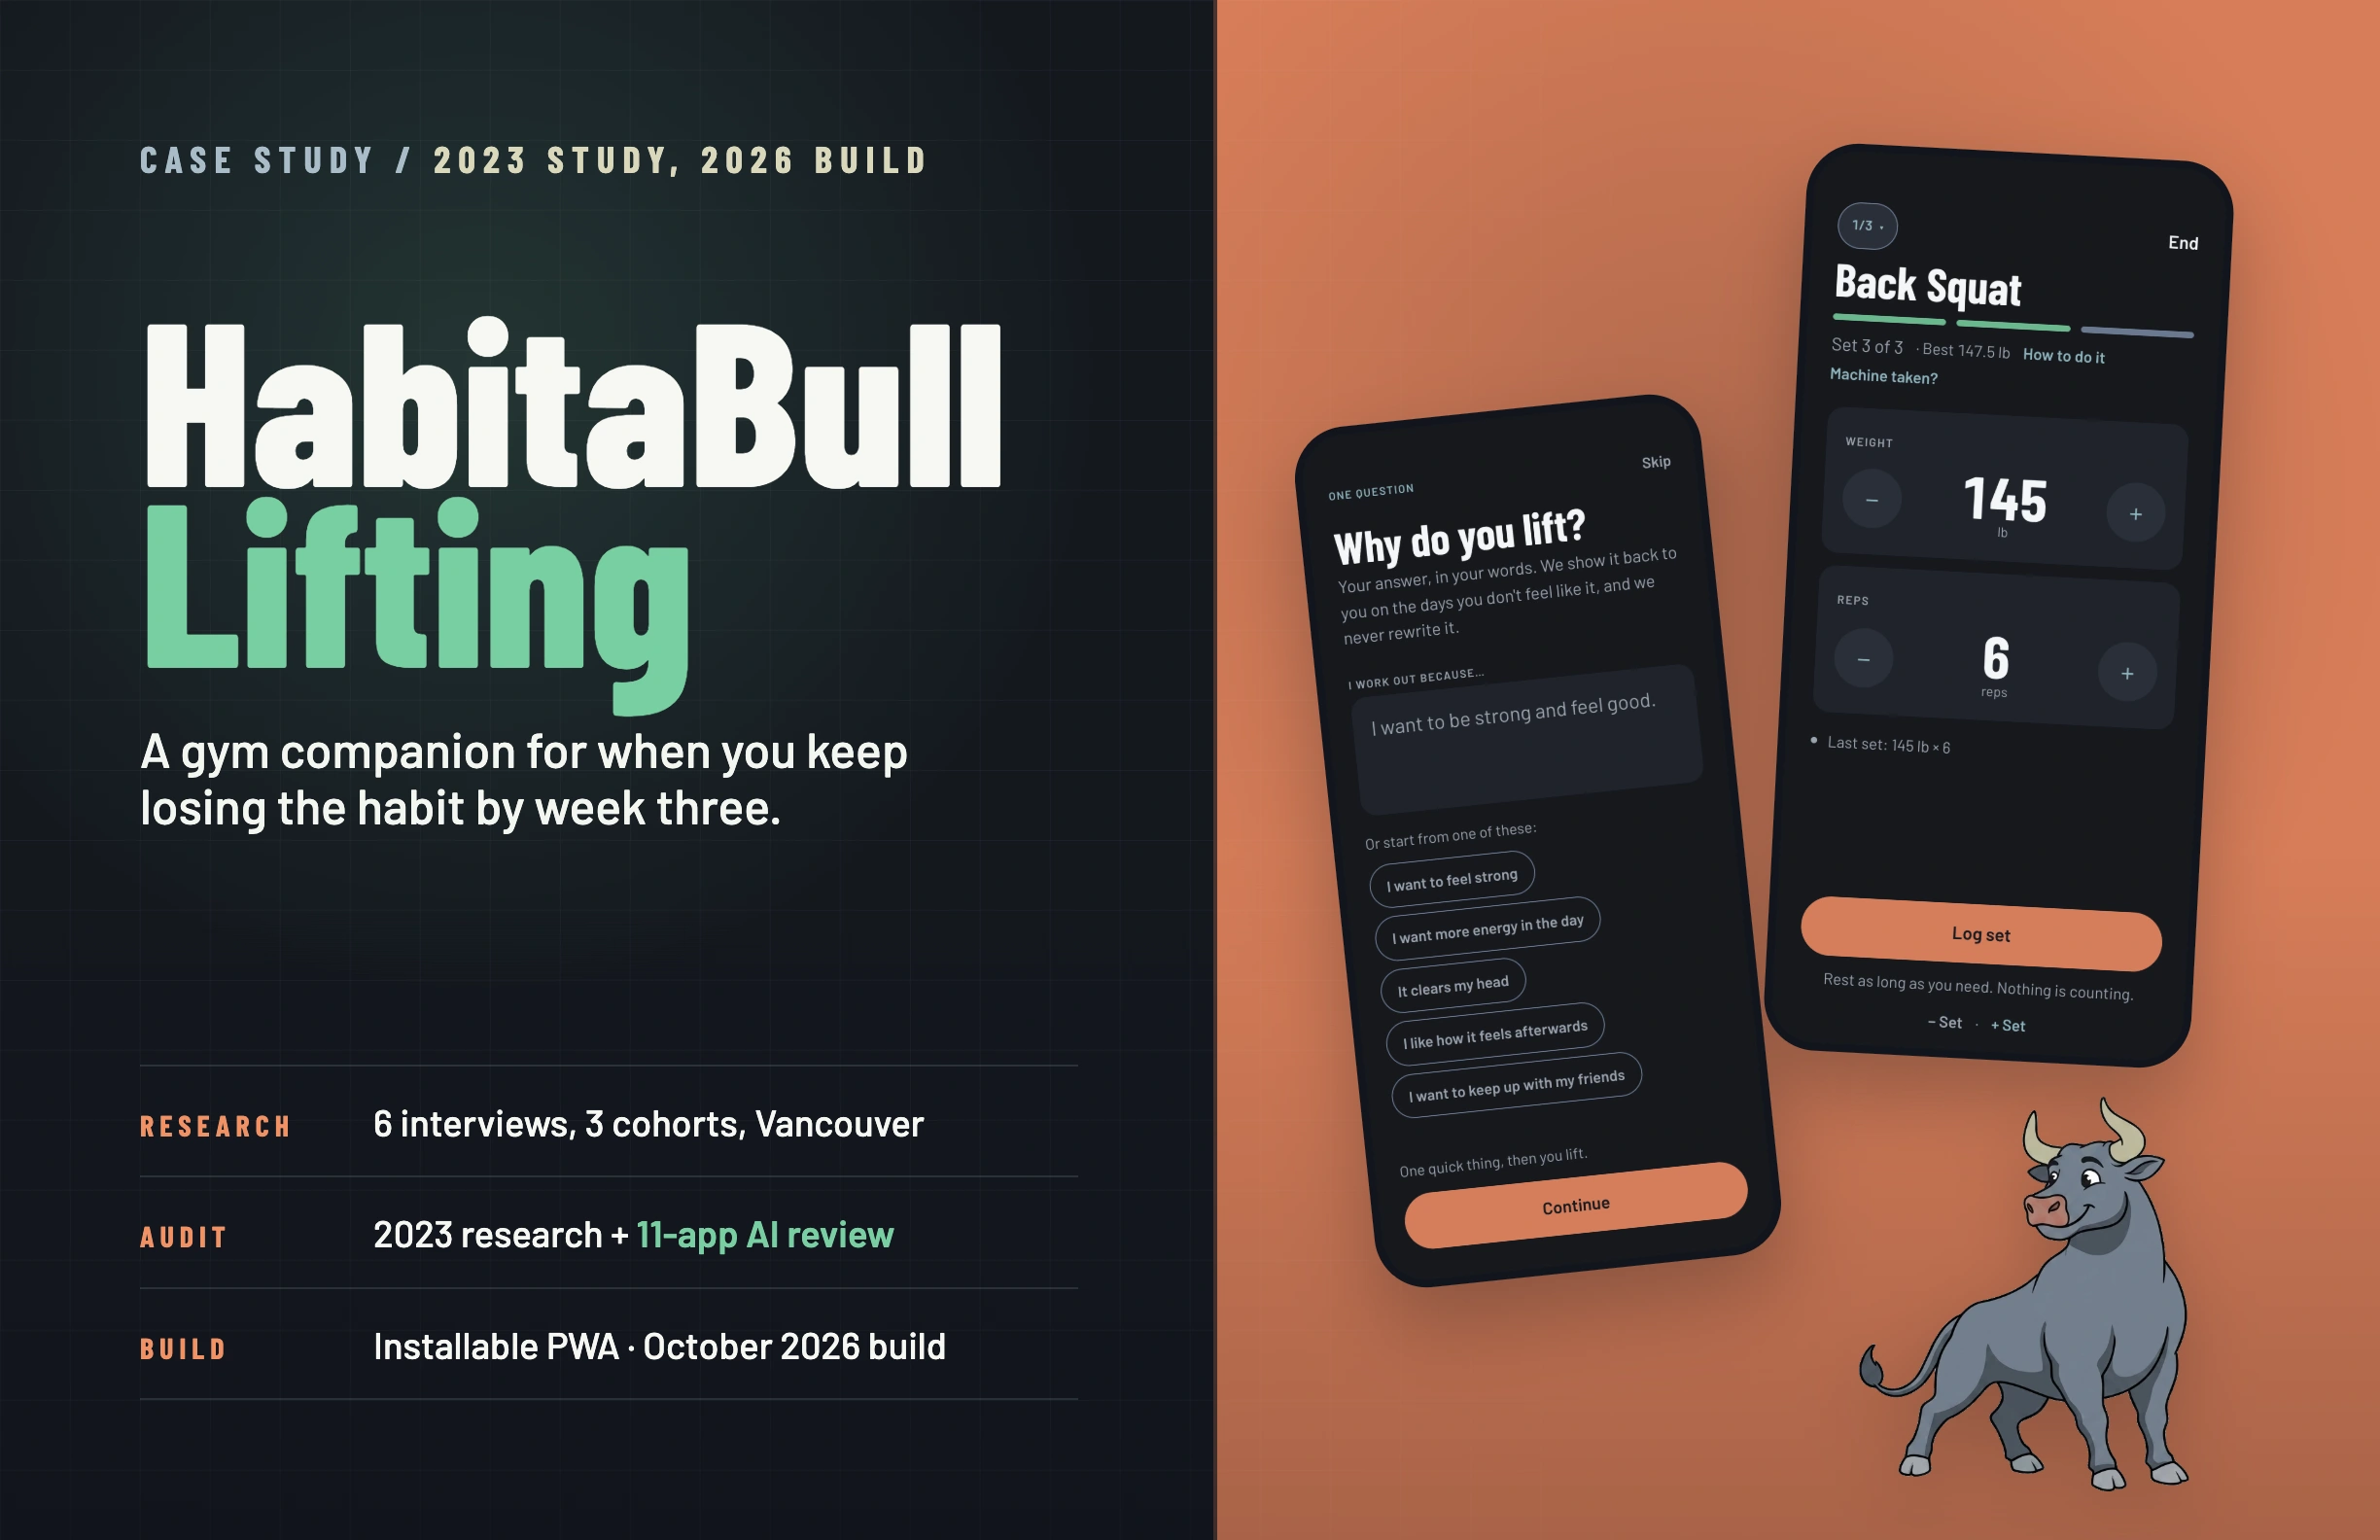 CASE STUDY / 2023 STUDY, 2026 BUILD
HabitaBull
Lifting
A gym companion for when you keep
losing the habit by week three.
RESEARCH 6 interviews, 3 cohorts, Vancouver
AUDIT 2023 research + 11-app AI review
BUILD Installable PWA · October 2026 build
Skip
ONE QUESTION
Why do you lift?
Your answer, in your words. We show it back to
you on the days you don't feel like it, and we
never rewrite it.
I WORK OUT BECAUSE...
I want to be strong and feel good.
Or start from one of these:
I want to feel strong
I want more energy in the day
It clears my head
I like how it feels afterwards
I want to keep up with my friends
One quick thing, then you lift.
Continue
1/3 •
End
Back Squat
Set 3 of 3 · Best 147.5 lb How to do it
Machine taken?
WEIGHT
− 145 +
lb
REPS
− 6 +
reps
• Last set: 145 lb × 6
Log set
Rest as long as you need. Nothing is counting.
− Set · + Set